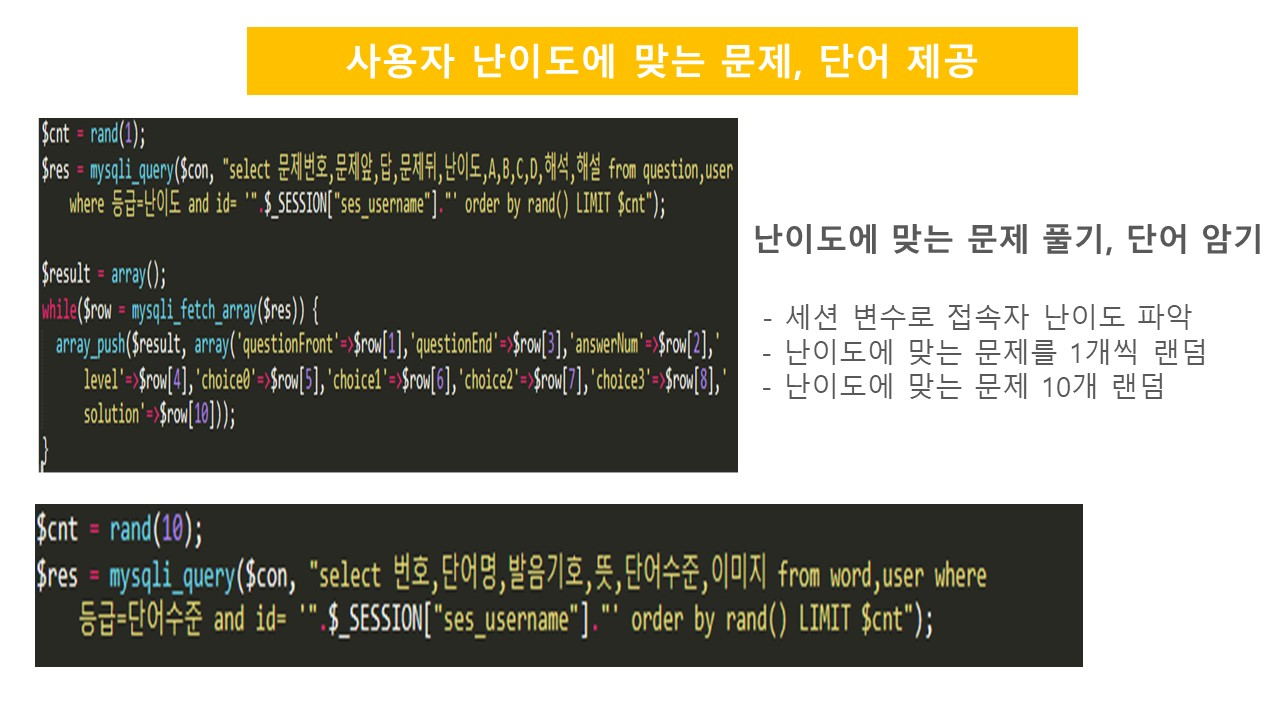 사용자 난이도에 맞는 문제, 단어 제공
$cnt = rand(1);
$res = mysqli_query($con, "select 문제번호,문제앞,답,문제뒤,난이도,A,B,C,D,해석,해설 from question,user
where 등급=난이도 and id= '".$_SESSION["ses_username"]."' order by rand() LIMIT $cnt");
$result = array();
while($row = mysqli_fetch_array($res)) {
array_push($result, array('questionFront'=>$row[1],'questionEnd'=>$row[3],'answerNum'=>$row[2],'
level'=>$row[4],'choice0'=>$row[5],'choice1'=>$row[6],'choice2'=>$row[7],'choice3'=>$row[8],'
solution'=>$row[10]));
}
난이도에 맞는 문제 풀기, 단어 암기
- 세션 변수로 접속자 난이도 파악
- 난이도에 맞는 문제를 1개씩 랜덤
- 난이도에 맞는 문제 10개 랜덤
$cnt = rand(10);
$res = mysqli_query($con, "select 번호,단어명,발음기호,뜻,단어수준,이미지 from word,user where
등급=단어수준 and id= '".$_SESSION["ses_username"]."' order by rand() LIMIT $cnt");